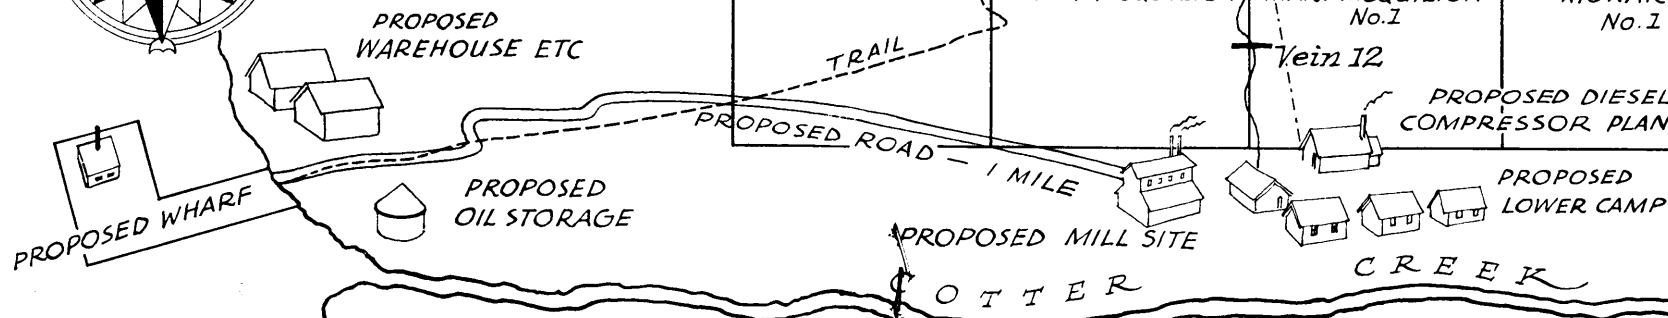 No.1
No.1
PROPOSED
WAREHOUSE ETC
TRAIL
Vein 12
PROPOSED DIESEL
COMPRESSOR PLAN
PROPOSED ROAD - 1 MILE
PROPOSED WHARF
PROPOSED
OIL STORAGE
PROPOSED
LOWER CAMP
PROPOSED MILL SITE
COTTER CREEK